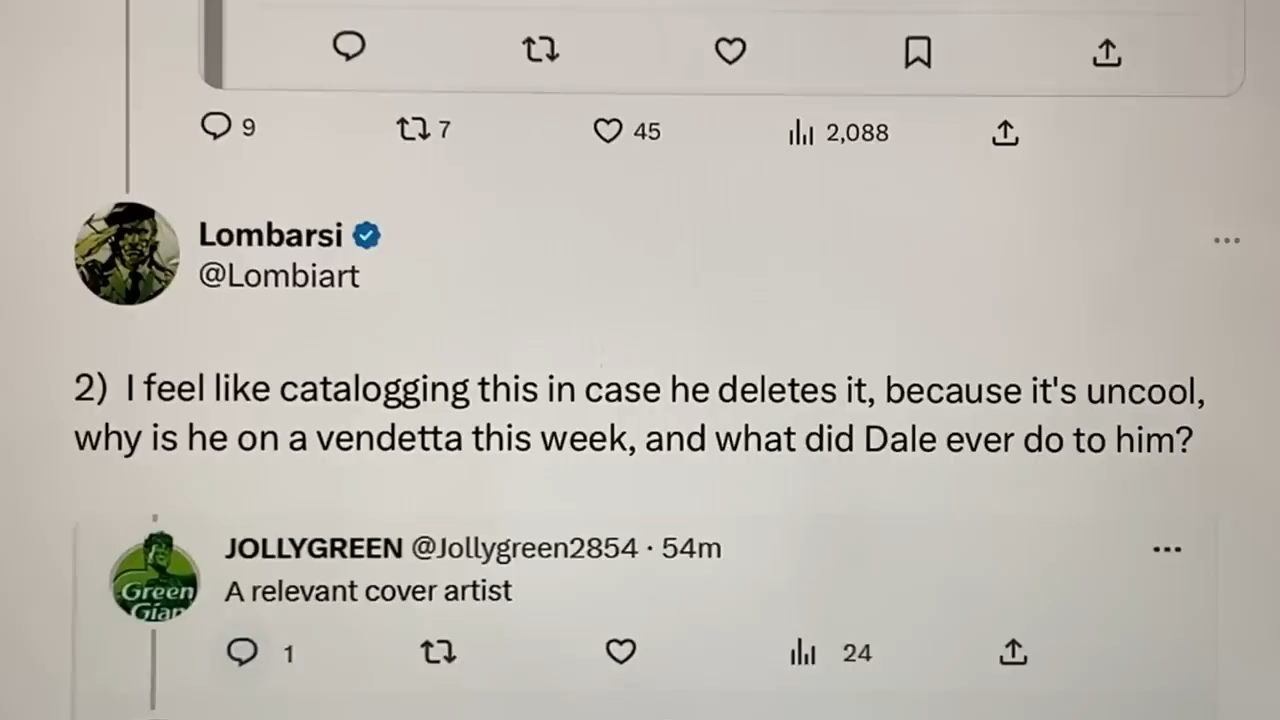 9 7 45 2,088
Lombarsi
@Lombiart
2) I feel like catalogging this in case he deletes it, because it's uncool,
why is he on a vendetta this week, and what did Dale ever do to him?
JOLLYGREEN @Jollygreen2854 · 54m
Green
Gian
A relevant cover artist
1 24